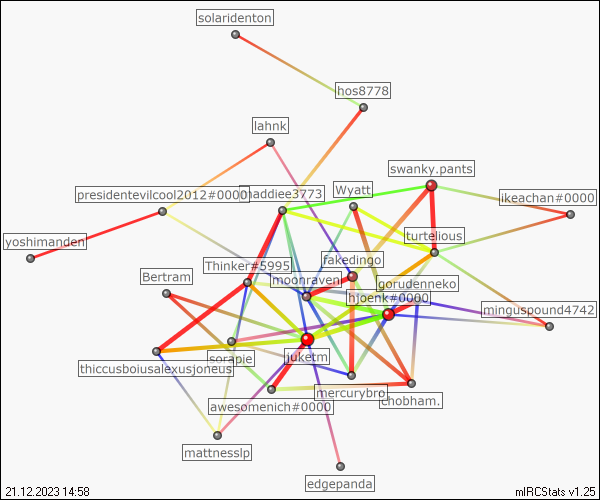 solaridenton
hos8778
lahnk
swanky.pants
presidentevilcool2012#0000
maddiee3773
Wyatt
ikeachan#0000
yoshimanden
turtelious
Thinker#5995
fakedingo
Bertram
moonraven
gorudenneko
hjoenk#0000
minguspound4742
sorapie
juketm
thiccusboiusalexusjoneus
mercurybro
chobham.
awesomenich#0000
mattnesslp
edgepanda
21.12.2023 14:58
mIRCStats v1.25